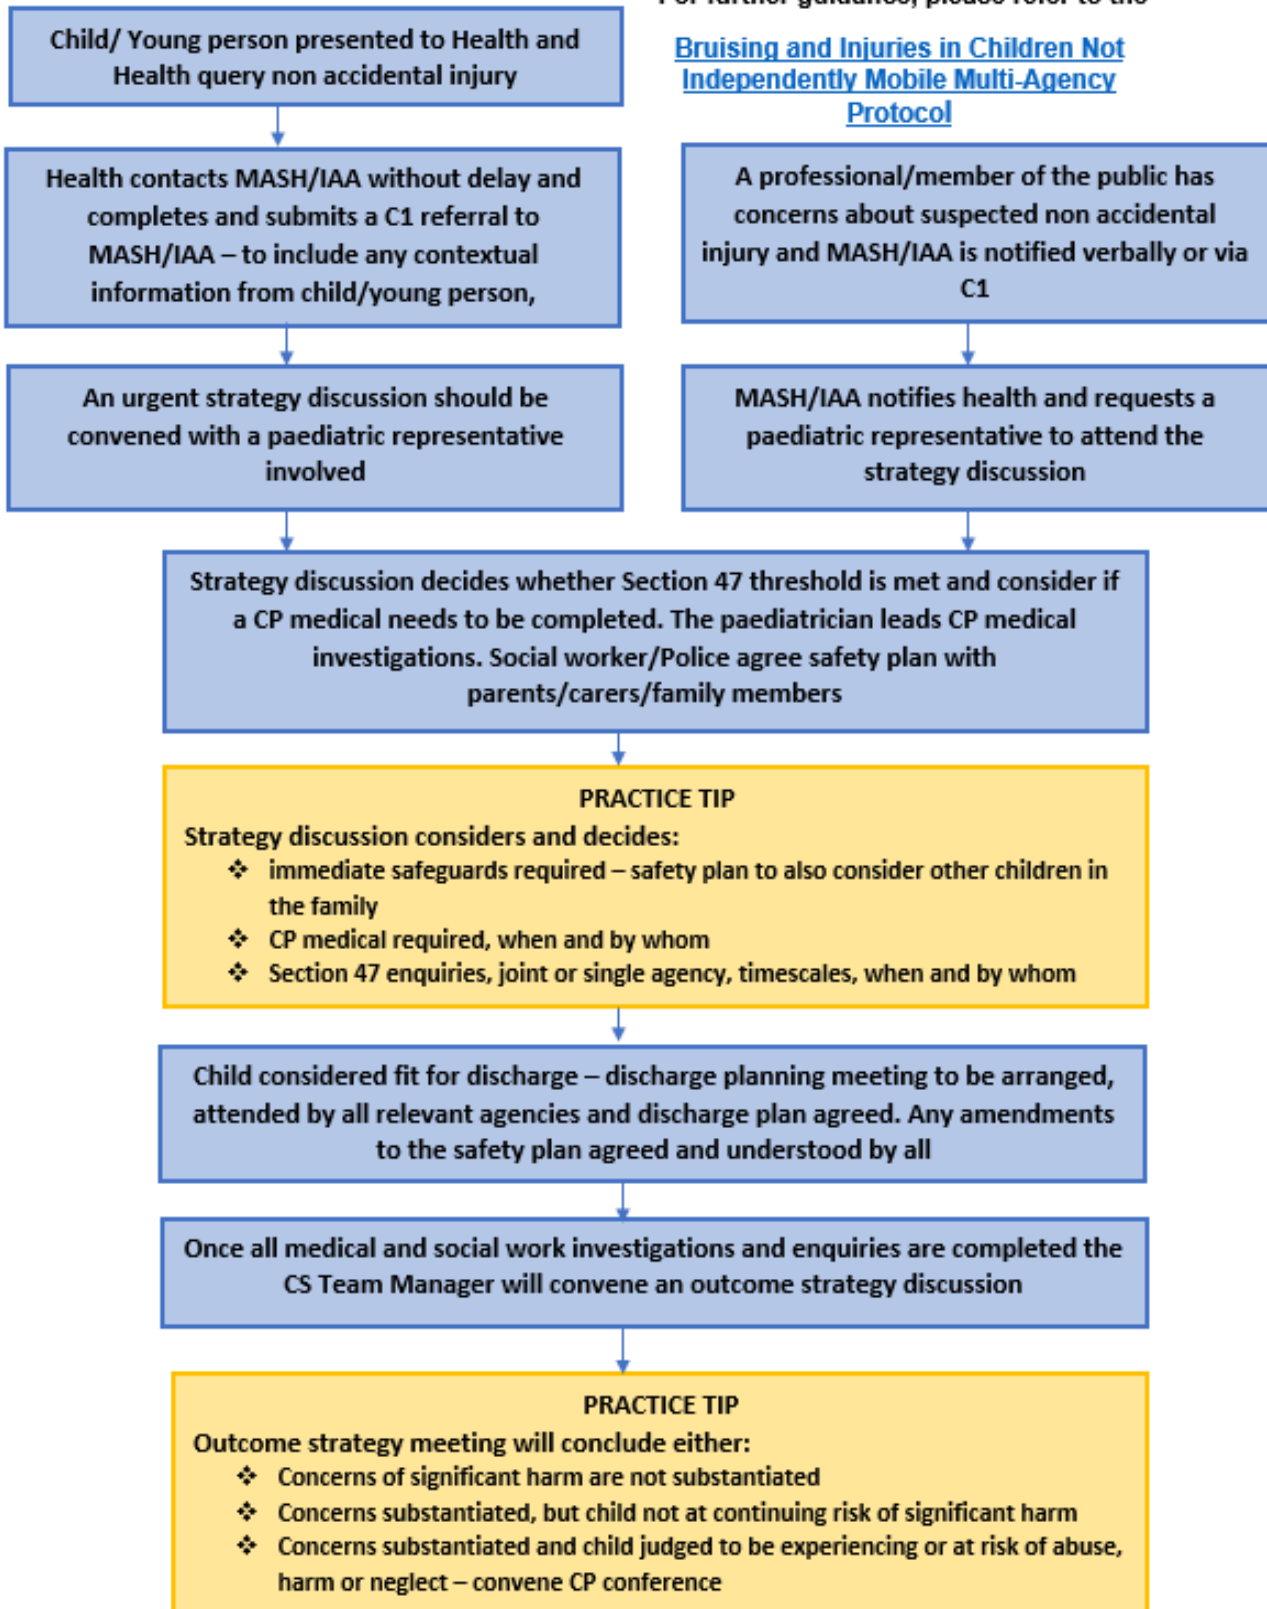 For further guidance, please refer to the
Bruising and Injuries in Children Not
Independently Mobile Multi-Agency
Protocol
Child/ Young person presented to Health and
Health query non accidental injury
Health contacts MASH/IAA without delay and
completes and submits a C1 referral to
MASH/IAA – to include any contextual
information from child/young person,
A professional/member of the public has
concerns about suspected non accidental
injury and MASH/IAA is notified verbally or via
C1
An urgent strategy discussion should be
convened with a paediatric representative
involved
MASH/IAA notifies health and requests a
paediatric representative to attend the
strategy discussion
Strategy discussion decides whether Section 47 threshold is met and consider if
a CP medical needs to be completed. The paediatrician leads CP medical
investigations. Social worker/Police agree safety plan with
parents/carers/family members
PRACTICE TIP
Strategy discussion considers and decides:
❖ immediate safeguards required – safety plan to also consider other children in
the family
❖ CP medical required, when and by whom
❖ Section 47 enquiries, joint or single agency, timescales, when and by whom
Child considered fit for discharge – discharge planning meeting to be arranged,
attended by all relevant agencies and discharge plan agreed. Any amendments
to the safety plan agreed and understood by all
Once all medical and social work investigations and enquiries are completed the
CS Team Manager will convene an outcome strategy discussion
PRACTICE TIP
Outcome strategy meeting will conclude either:
❖ Concerns of significant harm are not substantiated
❖ Concerns substantiated, but child not at continuing risk of significant harm
❖ Concerns substantiated and child judged to be experiencing or at risk of abuse,
harm or neglect – convene CP conference